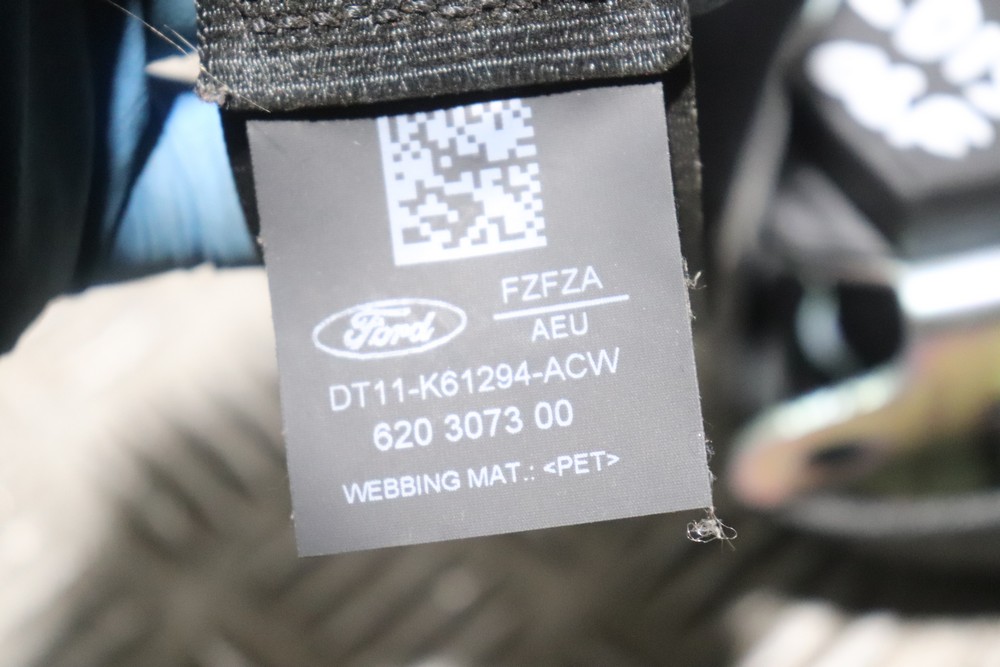 FZFZA
Ford
AEU
DT11-K61294-ACW
620 3073 00
WEBBING MAT.: <PET>